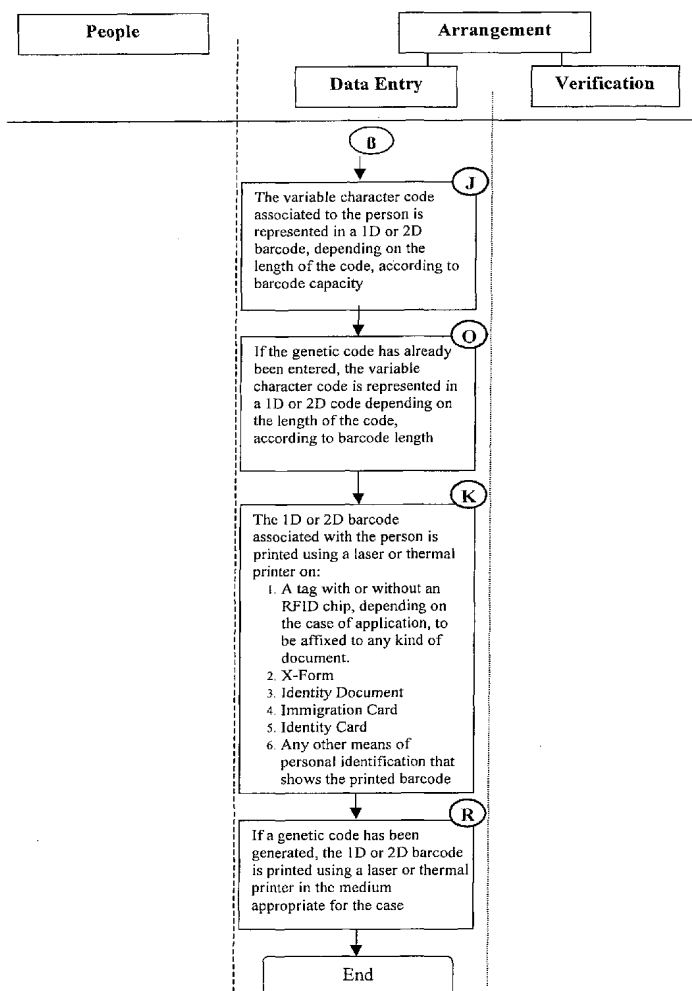 People
Arrangement
Data Entry
Verification
B
J
The variable character code
associated to the person is
represented in a 1D or 2D
barcode, depending on the
length of the code, according to
barcode capacity
O
If the genetic code has already
been entered, the variable
character code is represented in
a 1D or 2D code depending on
the length of the code,
according to barcode length
K
The 1D or 2D barcode
associated with the person is
printed using a laser or thermal
printer on:
1. A tag with or without an
RFID chip, depending on
the case of application, to
be affixed to any kind of
document.
2. X-Form
3. Identity Document
4. Immigration Card
5. Identity Card
6. Any other means of
personal identification that
shows the printed barcode
R
If a genetic code has been
generated, the 1D or 2D barcode
is printed using a laser or thermal
printer in the medium
appropriate for the case
End